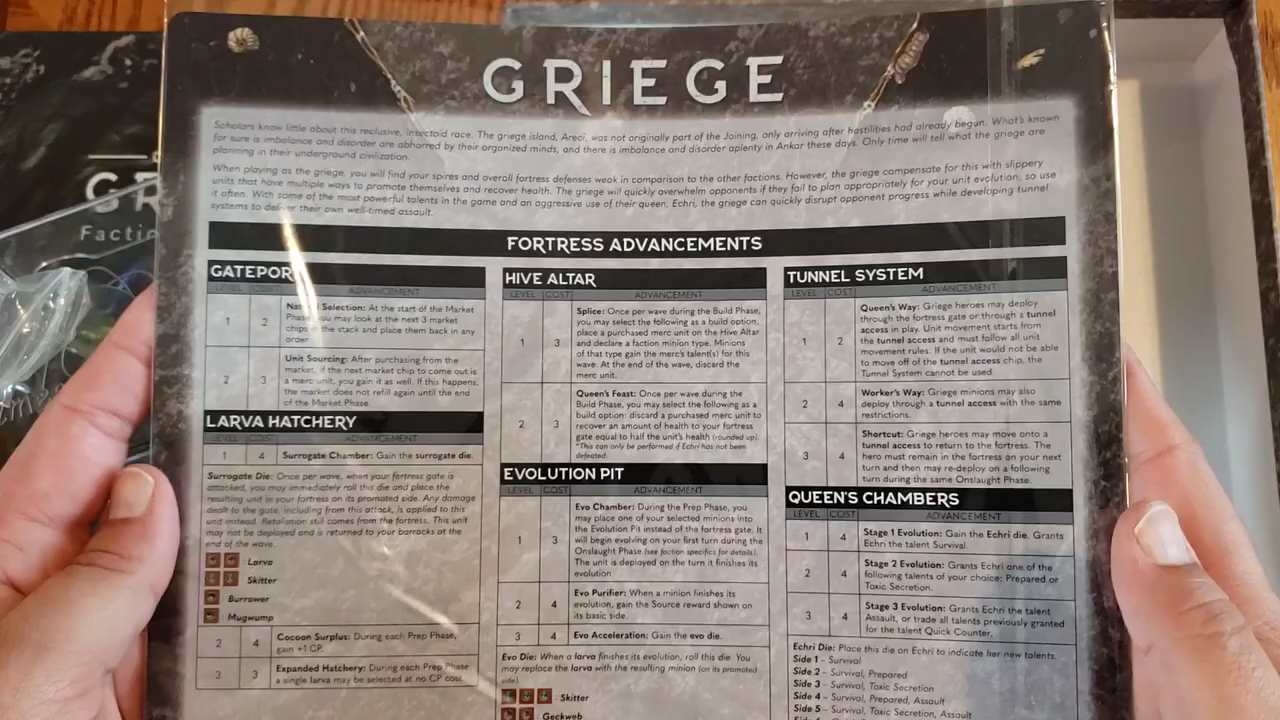 GRIEGE
Scholars know little about this reclusive, insectoid race. The griege island, Areci, was not originally part of the Joining, only arriving after hostilities had already begun. What's known
for sure is imbalance and disorder are abhorred by their organized minds, and there is imbalance and disorder aplenty in Ankar these days. Only time will tell what the griege are
planning in their underground civilization.
When playing as the griege, you will find your spires and overall fortress defenses weak in comparison to the other factions. However, the griege compensate for this with slippery
units that have multiple ways to promote themselves and recover health. The griege will quickly overwhelm opponents if they fail to plan appropriately for your unit evolution, so use
it often. With some of the most powerful talents in the game and an aggressive use of their queen, Echri, the griege can quickly disrupt opponent progress while developing tunnel
systems to deliver their own well-timed assault.
FORTRESS ADVANCEMENTS
GATEPOR
LEVEL COST ADVANCEMENT
1 2 Natural Selection: At the start of the Market
Phase, you may look at the next 3 market
chips in the stack and place them back in any
order
2 3 Unit Sourcing: After purchasing from the
market, if the next market chip to come out is
a merc unit, you gain it as well. If this happens,
the market does not refill again until the end
of the Market Phase.
LARVA HATCHERY
LEVEL COST ADVANCEMENT
1 4 Surrogate Chamber: Gain the surrogate die.
Surrogate Die: Once per wave, when your fortress gate is
attacked, you may immediately roll this die and place the
resulting unit in your fortress on its promoted side. Any damage
dealt to the gate, including from this attack, is applied to this
unit instead. Retaliation still comes from the fortress. This unit
may not be deployed and is returned to your barracks at the
end of the wave.
Larva
Skitter
Burrower
Mugwump
2 4 Cocoon Surplus: During each Prep Phase,
gain +1 CP.
3 3 Expanded Hatchery: During each Prep Phase,
a single larva may be selected at no CP cost.
HIVE ALTAR
LEVEL COST ADVANCEMENT
1 3 Splice: Once per wave during the Build Phase,
you may select the following as a build option:
place a purchased merc unit on the Hive Altar
and declare a faction minion type. Minions
of that type gain the merc's talent(s) for this
wave. At the end of the wave, discard the
merc unit.
2 3 Queen's Feast: Once per wave during the
Build Phase, you may select the following as a
build option: discard a purchased merc unit to
recover an amount of health to your fortress
gate equal to half the unit's health (rounded up).
*This can only be performed if Echri has not been
defeated.
EVOLUTION PIT
LEVEL COST ADVANCEMENT
1 3 Evo Chamber: During the Prep Phase, you
may place one of your selected minions into
the Evolution Pit instead of the fortress gate. It
will begin evolving on your first turn during the
Onslaught Phase (see faction specifics for details).
The unit is deployed on the turn it finishes its
evolution.
2 4 Evo Purifier: When a minion finishes its
evolution, gain the Source reward shown on
its basic side.
3 4 Evo Acceleration: Gain the evo die.
Evo Die: When a larva finishes its evolution, roll this die. You
may replace the larva with the resulting minion (on its promoted
side).
: Skitter
: Geckweb
TUNNEL SYSTEM
LEVEL COST ADVANCEMENT
1 2 Queen's Way: Griege heroes may deploy
through the fortress gate or through a tunnel
access in play. Unit movement starts from
the tunnel access and must follow all unit
movement rules. If the unit would not be able
to move off of the tunnel access chip, the
Tunnel System cannot be used.
2 4 Worker's Way: Griege minions may also
deploy through a tunnel access with the same
restrictions.
3 4 Shortcut: Griege heroes may move onto a
tunnel access to return to the fortress. The
hero must remain in the fortress on your next
turn and then may re-deploy on a following
turn during the same Onslaught Phase.
QUEEN'S CHAMBERS
LEVEL COST ADVANCEMENT
1 4 Stage 1 Evolution: Gain the Echri die. Grants
Echri the talent Survival.
2 4 Stage 2 Evolution: Grants Echri one of the
following talents of your choice: Prepared or
Toxic Secretion.
3 4 Stage 3 Evolution: Grants Echri the talent
Assault, or trade all talents previously granted
for the talent Quick Counter.
Echri Die: Place this die on Echri to indicate her new talents.
Side 1 – Survival
Side 2 – Survival, Prepared
Side 3 – Survival, Toxic Secretion
Side 4 – Survival, Prepared, Assault
Side 5 – Survival, Toxic Secretion, Assault
GR
Factio